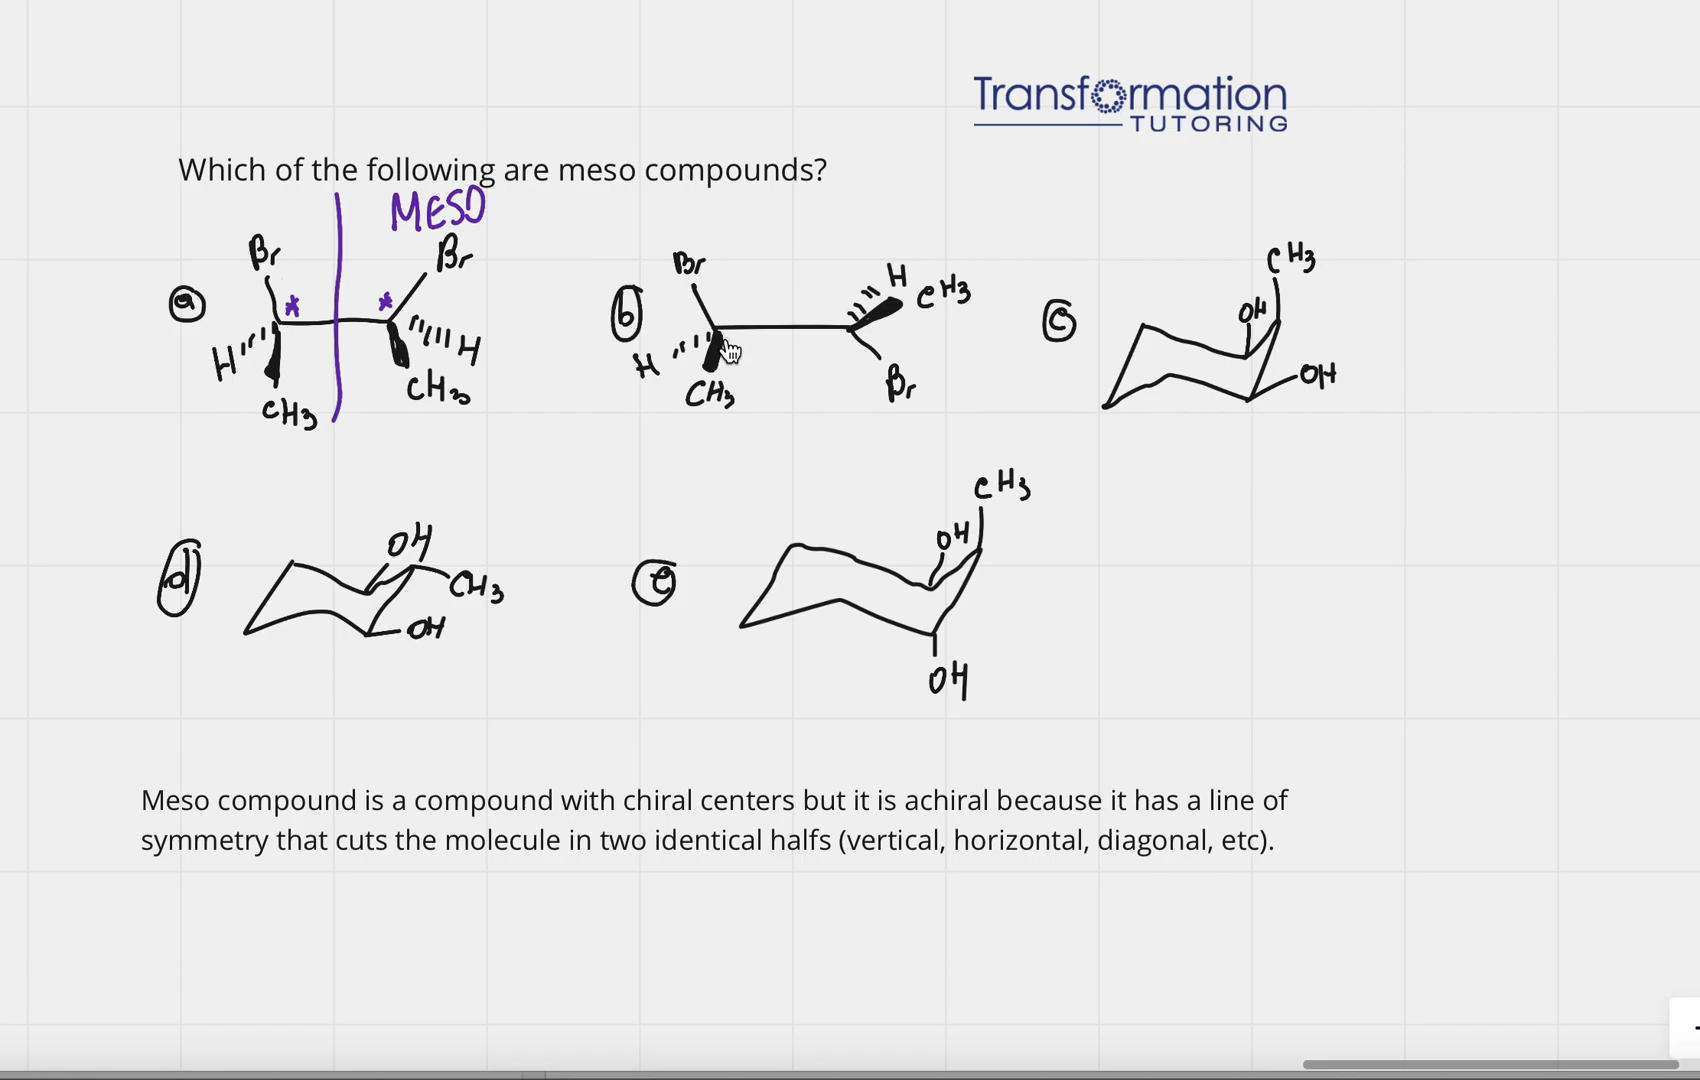 Transformation
TUTORING
Which of the following are meso compounds?
MESO
a
Br
Br
*
*
H
H
CH3
CH3
b
Br
H
CH3
H
CH3
Br
c
CH3
OH
OH
d
OH
CH3
OH
e
CH3
OH
OH
Meso compound is a compound with chiral centers but it is achiral because it has a line of
symmetry that cuts the molecule in two identical halfs (vertical, horizontal, diagonal, etc).